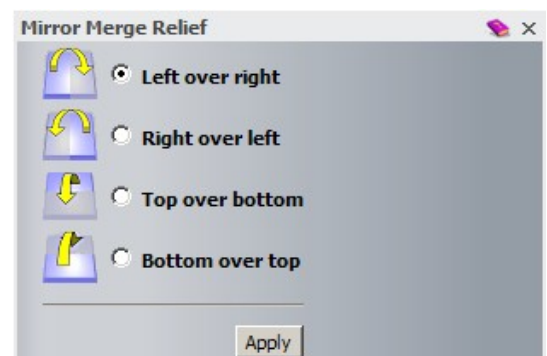 Mirror Merge Relief
Left over right
Right over left
Top over bottom
Bottom over top
Apply